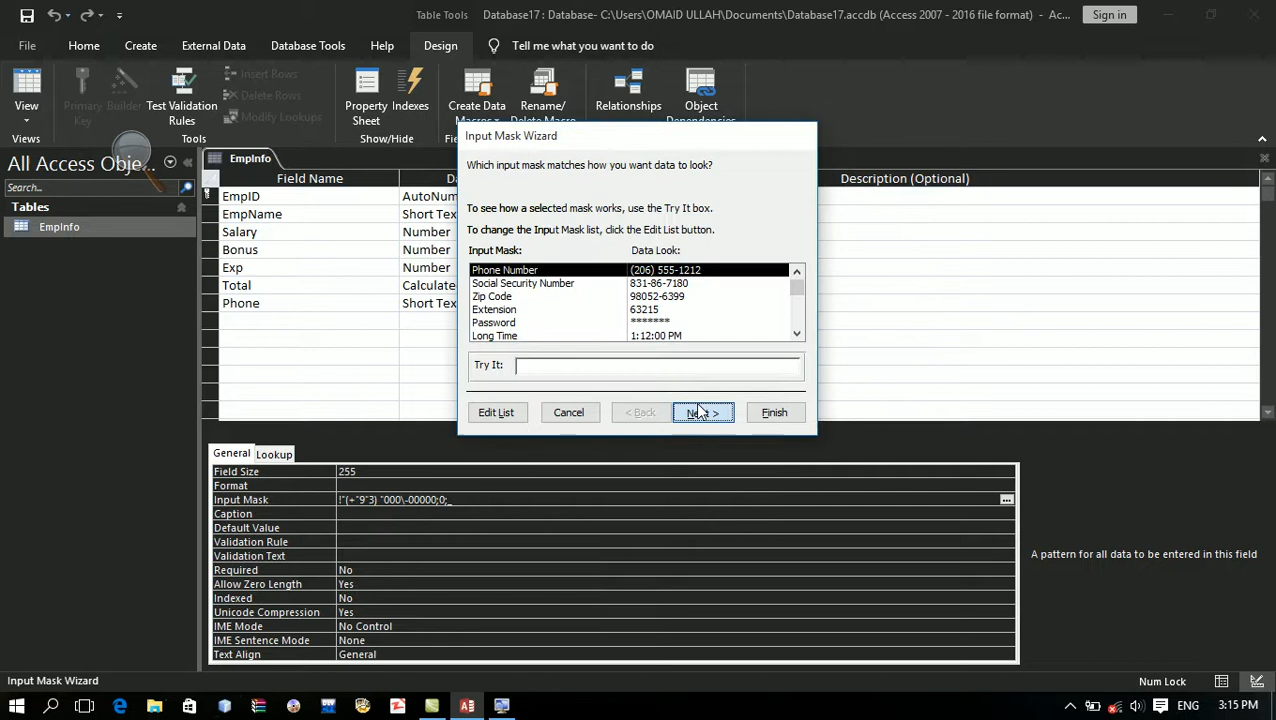 Table Tools
Database17 : Database- C:\Users\OMAID ULLAH\Documents\Database17.accdb (Access 2007 - 2016 file format) - Ac...
Sign in
File Home Create External Data Database Tools Help Design Tell me what you want to do
View
Primary Key
Builder
Test Validation Rules
Insert Rows
Delete Rows
Modify Lookups
Property Sheet
Indexes
Create Data Macros
Rename/ Delete Macro
Relationships
Object Dependencies
Views
Tools
Show/Hide
All Access Obje...
Search...
Tables
EmpInfo
EmpInfo
Field Name
Description (Optional)
EmpID AutoNum
EmpName Short Tex
Salary Number
Bonus Number
Exp Number
Total Calculate
Phone Short Tex
Input Mask Wizard
Which input mask matches how you want data to look?
To see how a selected mask works, use the Try It box.
To change the Input Mask list, click the Edit List button.
Input Mask: Data Look:
Phone Number (206) 555-1212
Social Security Number 831-86-7180
Zip Code 98052-6399
Extension 63215
Password *******
Long Time 1:12:00 PM
Try It:
Edit List Cancel < Back Next > Finish
General Lookup
Field Size 255
Format
Input Mask !"(+"9"3) "000\-00000;0;_
Caption
Default Value
Validation Rule
Validation Text
Required No
Allow Zero Length Yes
Indexed No
Unicode Compression Yes
IME Mode No Control
IME Sentence Mode None
Text Align General
A pattern for all data to be entered in this field
Input Mask Wizard
Num Lock
ENG 3:15 PM